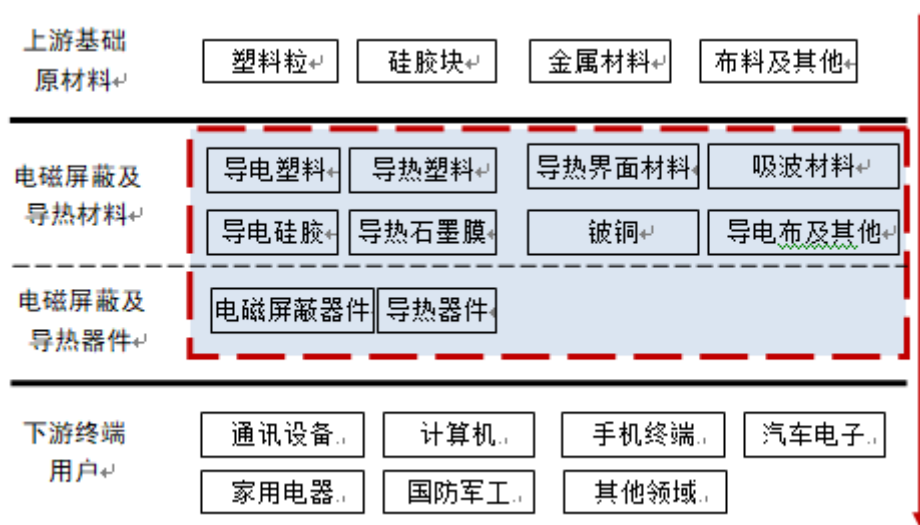 上游基础
原材料
塑料粒 硅胶块 金属材料 布料及其他
电磁屏蔽及
导热材料
导电塑料 导热塑料 导热界面材料 吸波材料
导电硅胶 导热石墨膜 铍铜 导电布及其他
电磁屏蔽及
导热器件
电磁屏蔽器件 导热器件
下游终端
用户
通讯设备 计算机 手机终端 汽车电子
家用电器 国防军工 其他领域